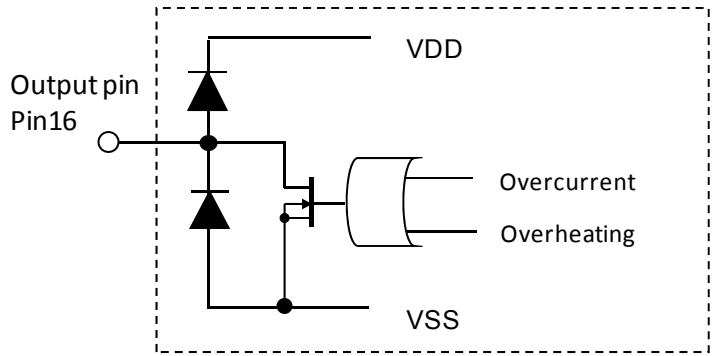 VDD
Output pin
Pin16
Overcurrent
Overheating
VSS